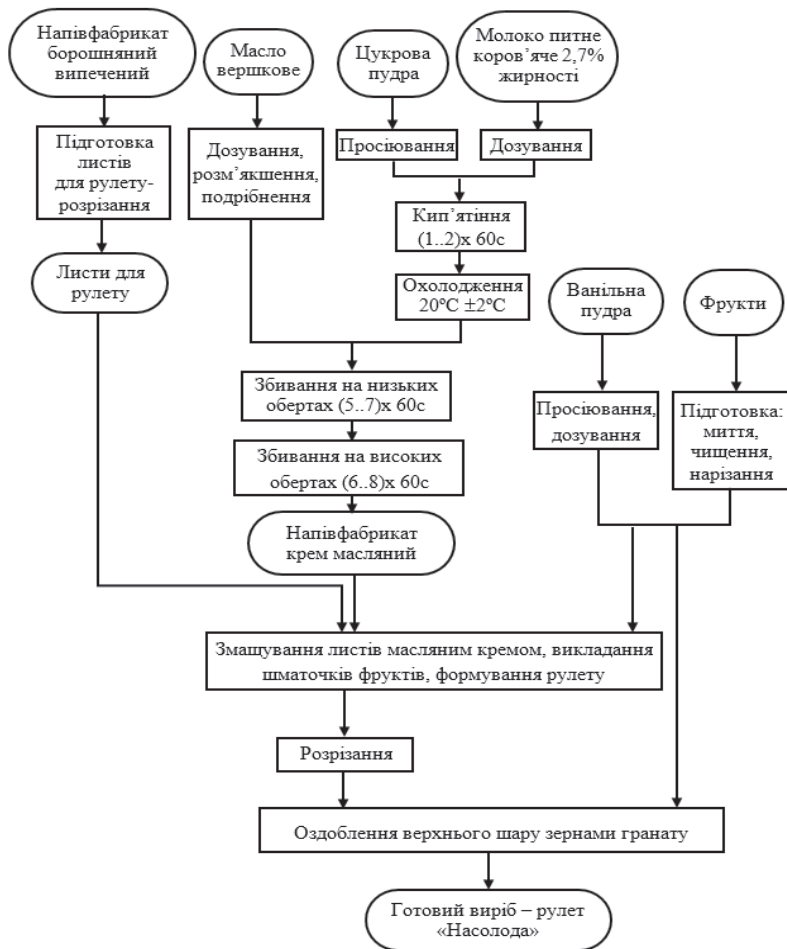 Напівфабрикат
борошняний
випечений
Масло
вершкове
Цукрова
пудра
Молоко питне
коров’яче 2,7%
жирності
Підготовка
листів
для рулету-
розрізання
Дозування,
розм’якшення,
подрібнення
Просіювання
Дозування
Кип’ятіння
(1..2)х 60с
Листи для
рулету
Охолодження
20ºС ±2ºС
Ванільна
пудра
Фрукти
Збивання на низьких
обертах (5..7)х 60с
Просіювання,
дозування
Підготовка:
миття,
чищення,
нарізання
Збивання на високих
обертах (6..8)х 60с
Напівфабрикат
крем масляний
Змащування листів масляним кремом, викладання
шматочків фруктів, формування рулету
Розрізання
Оздоблення верхнього шару зернами гранату
Готовий виріб – рулет
«Насолода»